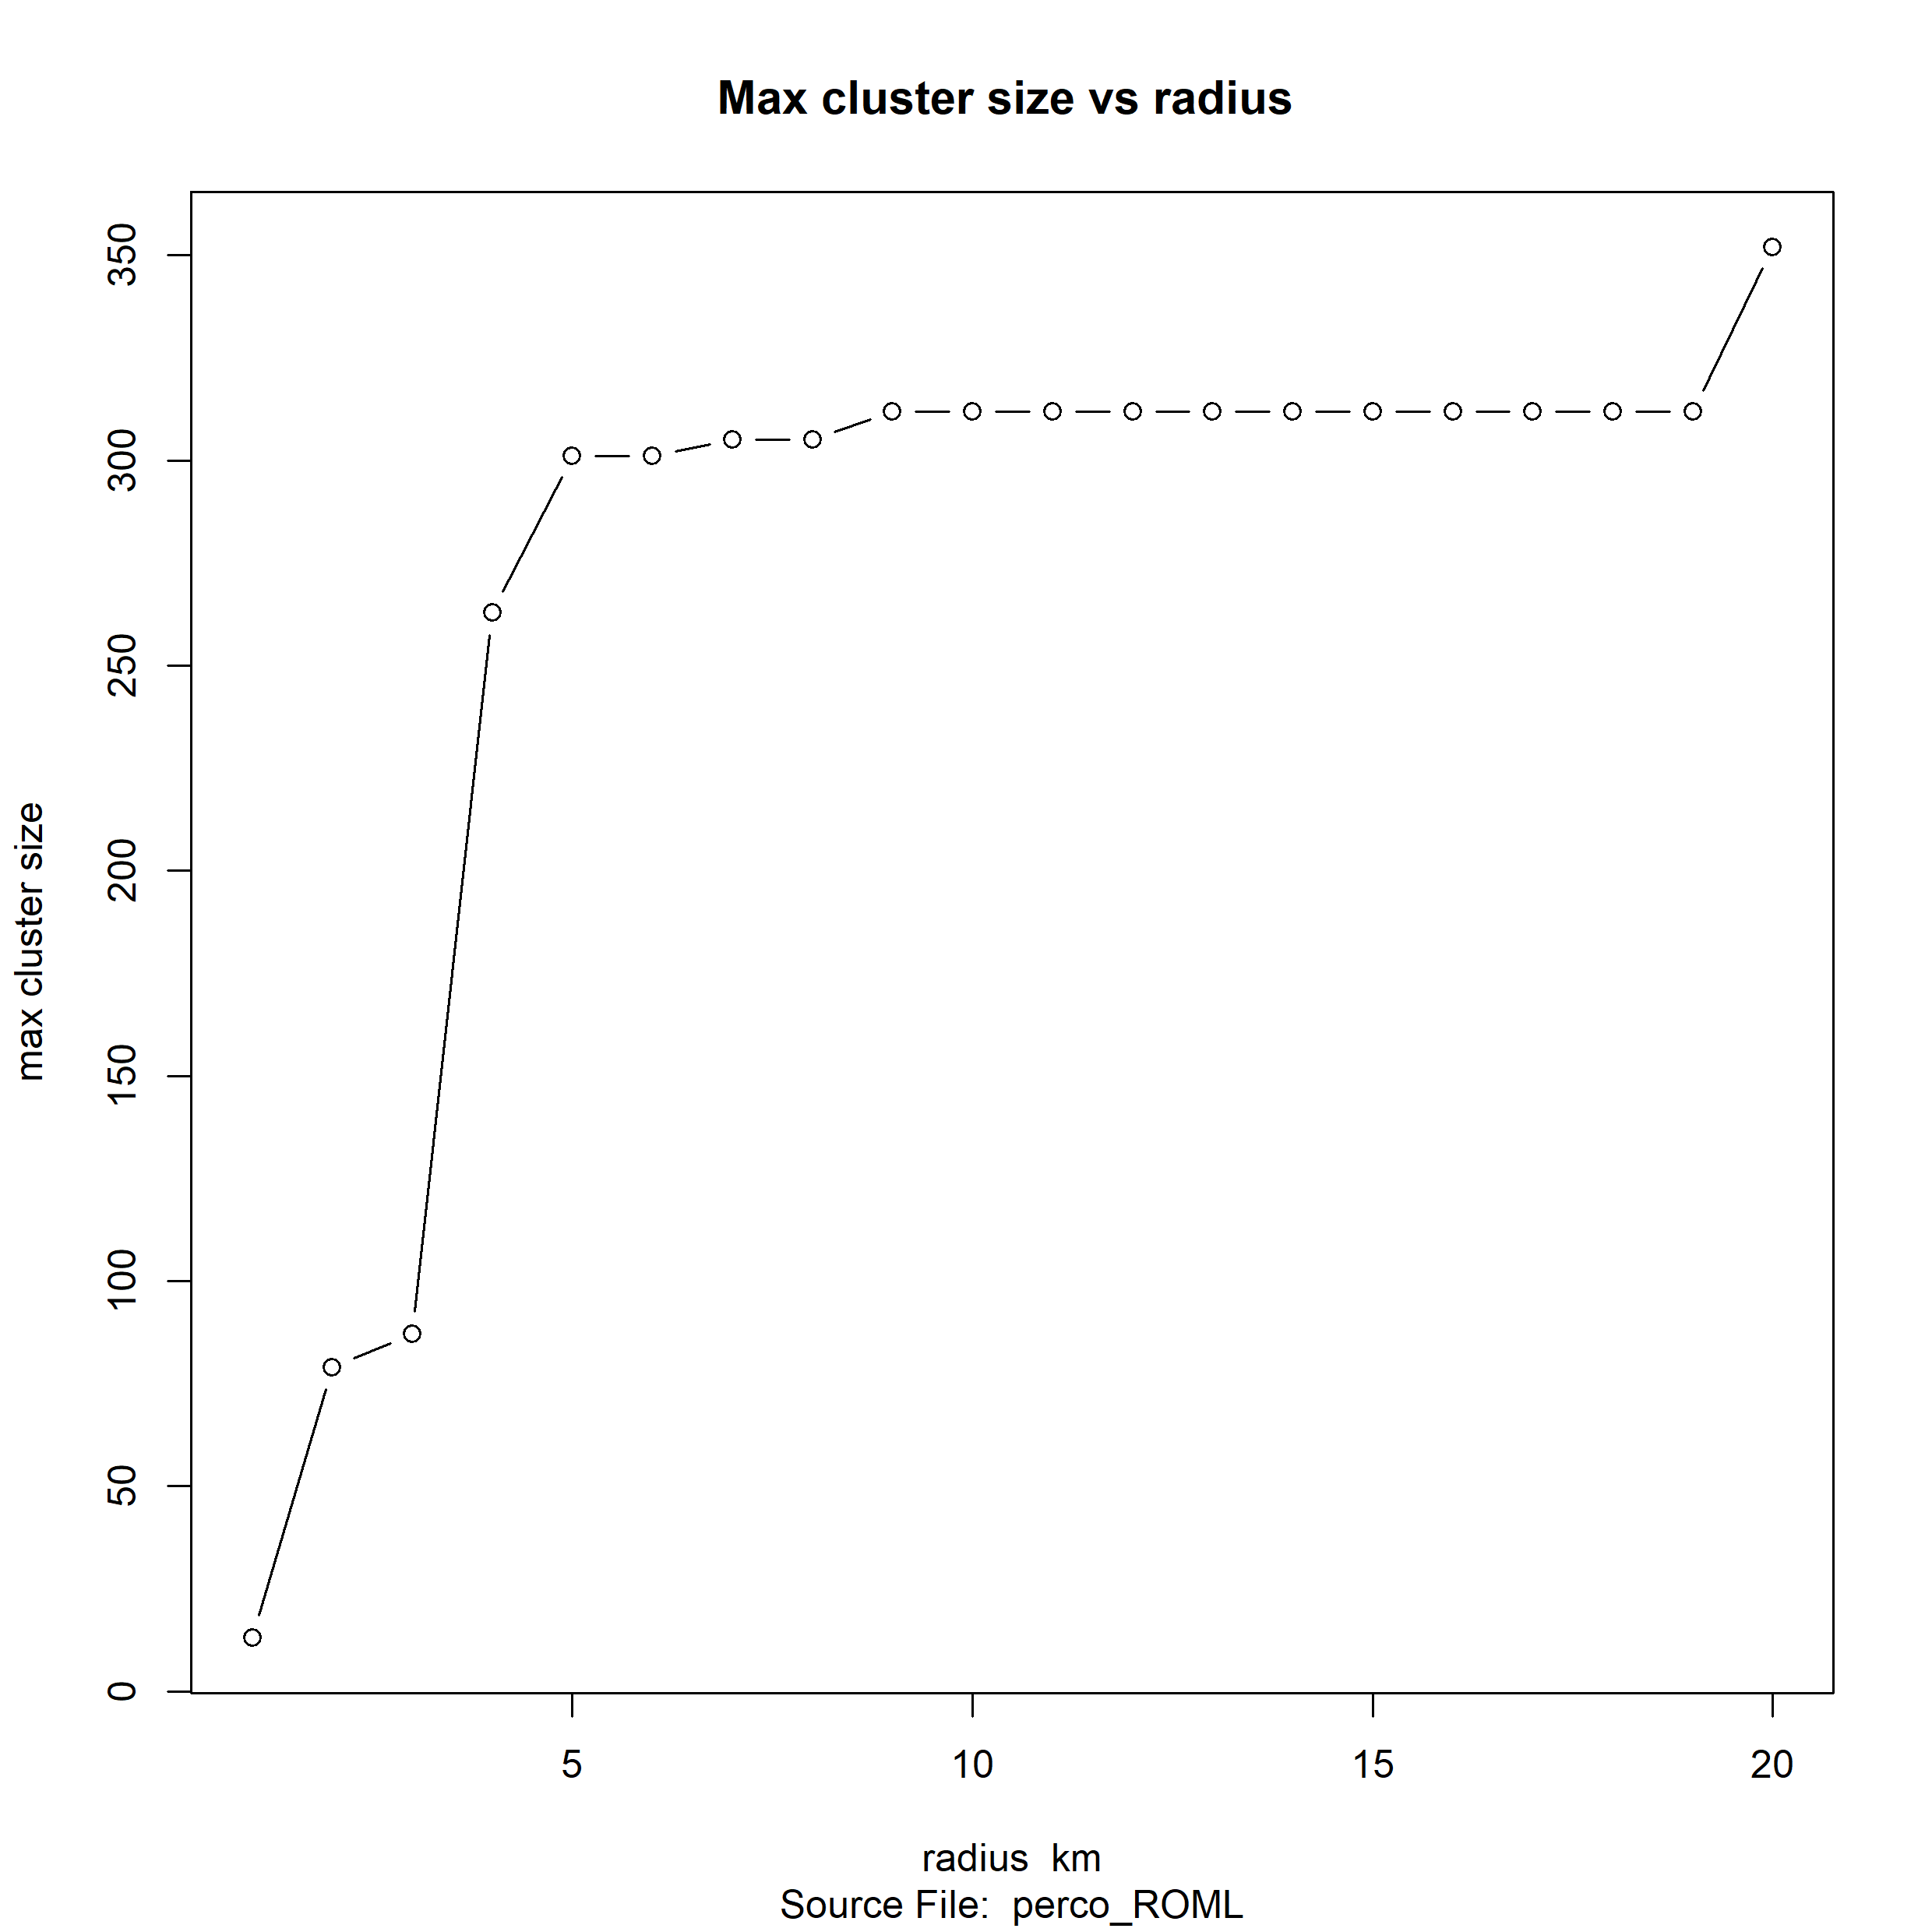 Max cluster size vs radius
max cluster size
350
300
250
200
150
100
50
0
5 10 15 20
radius km
Source File: perco_ROML